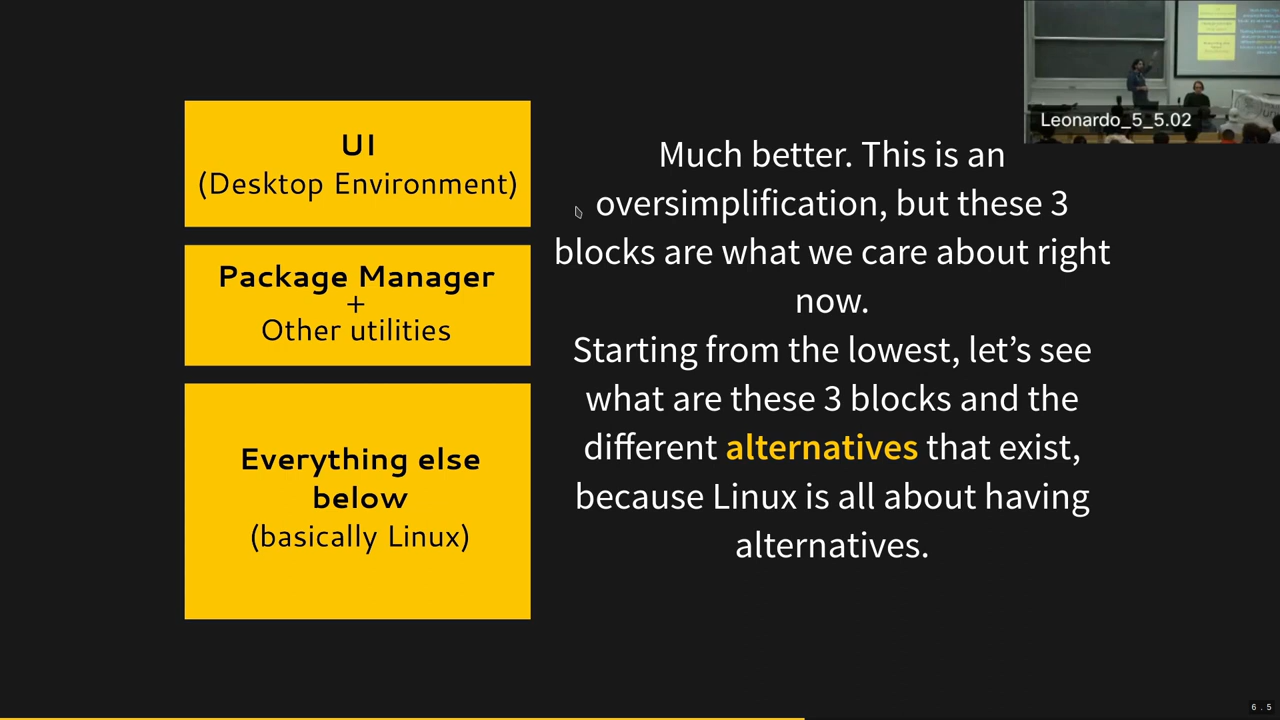 UI
(Desktop Environment)
Package Manager
+
Other utilities
Everything else
below
(basically Linux)
Much better. This is an
oversimplification, but these 3
blocks are what we care about right
now.
Starting from the lowest, let’s see
what are these 3 blocks and the
different alternatives that exist,
because Linux is all about having
alternatives.
Leonardo_5_5.02
6.5